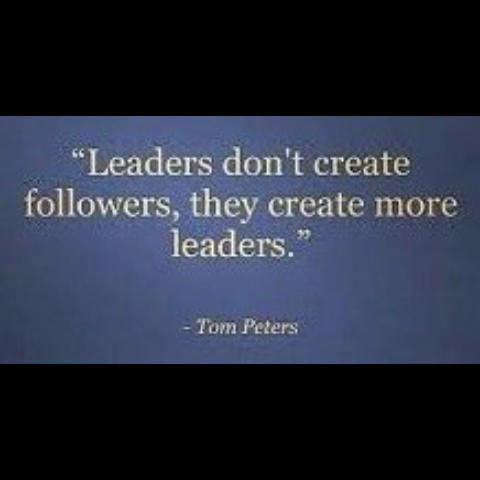 “Leaders don't create
followers, they create more
leaders.”
- Tom Peters